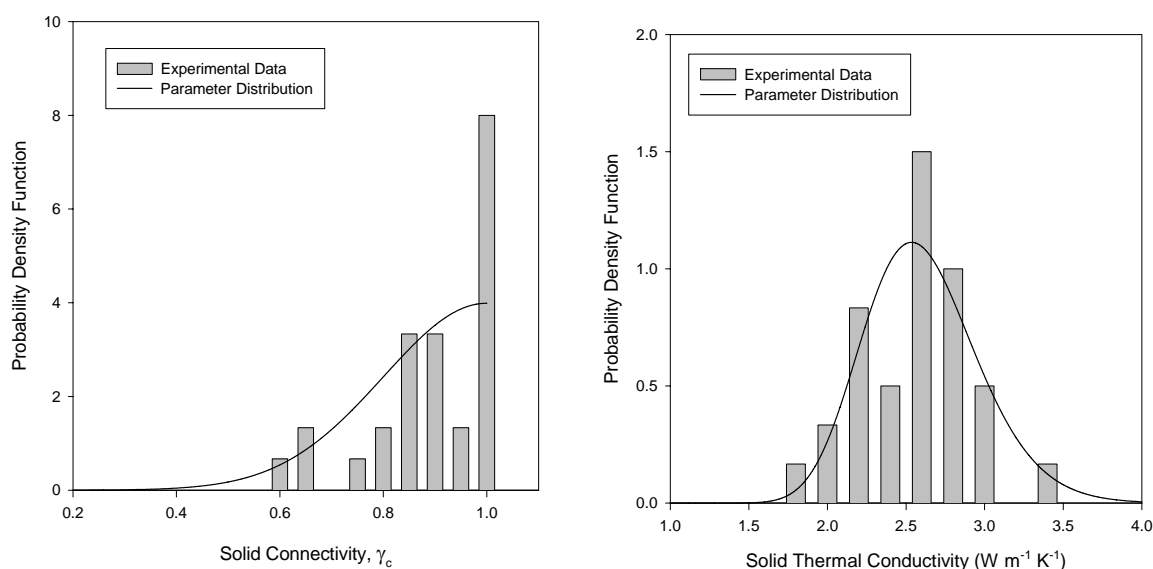 10
8
6
4
2
0
Probability Density Function
Experimental Data
Parameter Distribution
0.2 0.4 0.6 0.8 1.0
Solid Connectivity, γc
2.0
1.5
1.0
0.5
0.0
Probability Density Function
Experimental Data
Parameter Distribution
1.0 1.5 2.0 2.5 3.0 3.5 4.0
Solid Thermal Conductivity (W m-1 K-1)